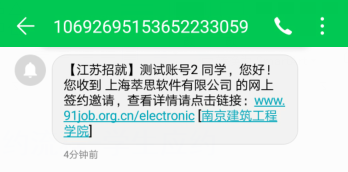 10692695153652233059
【江苏招就】测试账号2 同学，您好！
您收到 上海萃思软件有限公司 的网上
签约邀请，查看详情请点击链接：www.
91job.org.cn/electronic [南京建筑工程
学院]
4分钟前